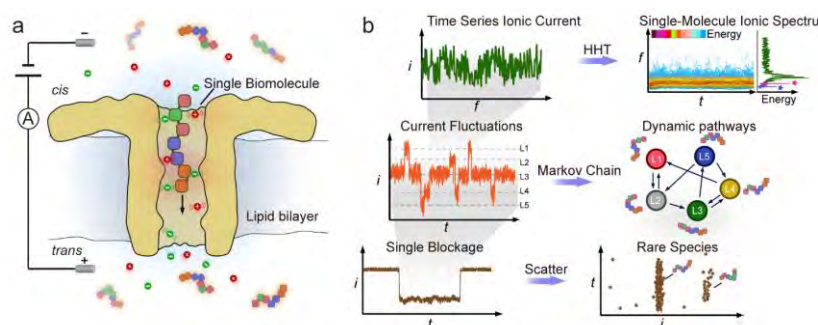 a
−
cis
Single Biomolecule
A
Lipid bilayer
trans
+
b
Time Series Ionic Current
i
f
HHT
Single-Molecule Ionic Spectru
Energy
f
t
Energy
Current Fluctuations
i
L1
L2
L3
L4
L5
t
Markov Chain
Dynamic pathways
L1
L5
L4
L2
L3
Single Blockage
i
t
Scatter
Rare Species
t
i